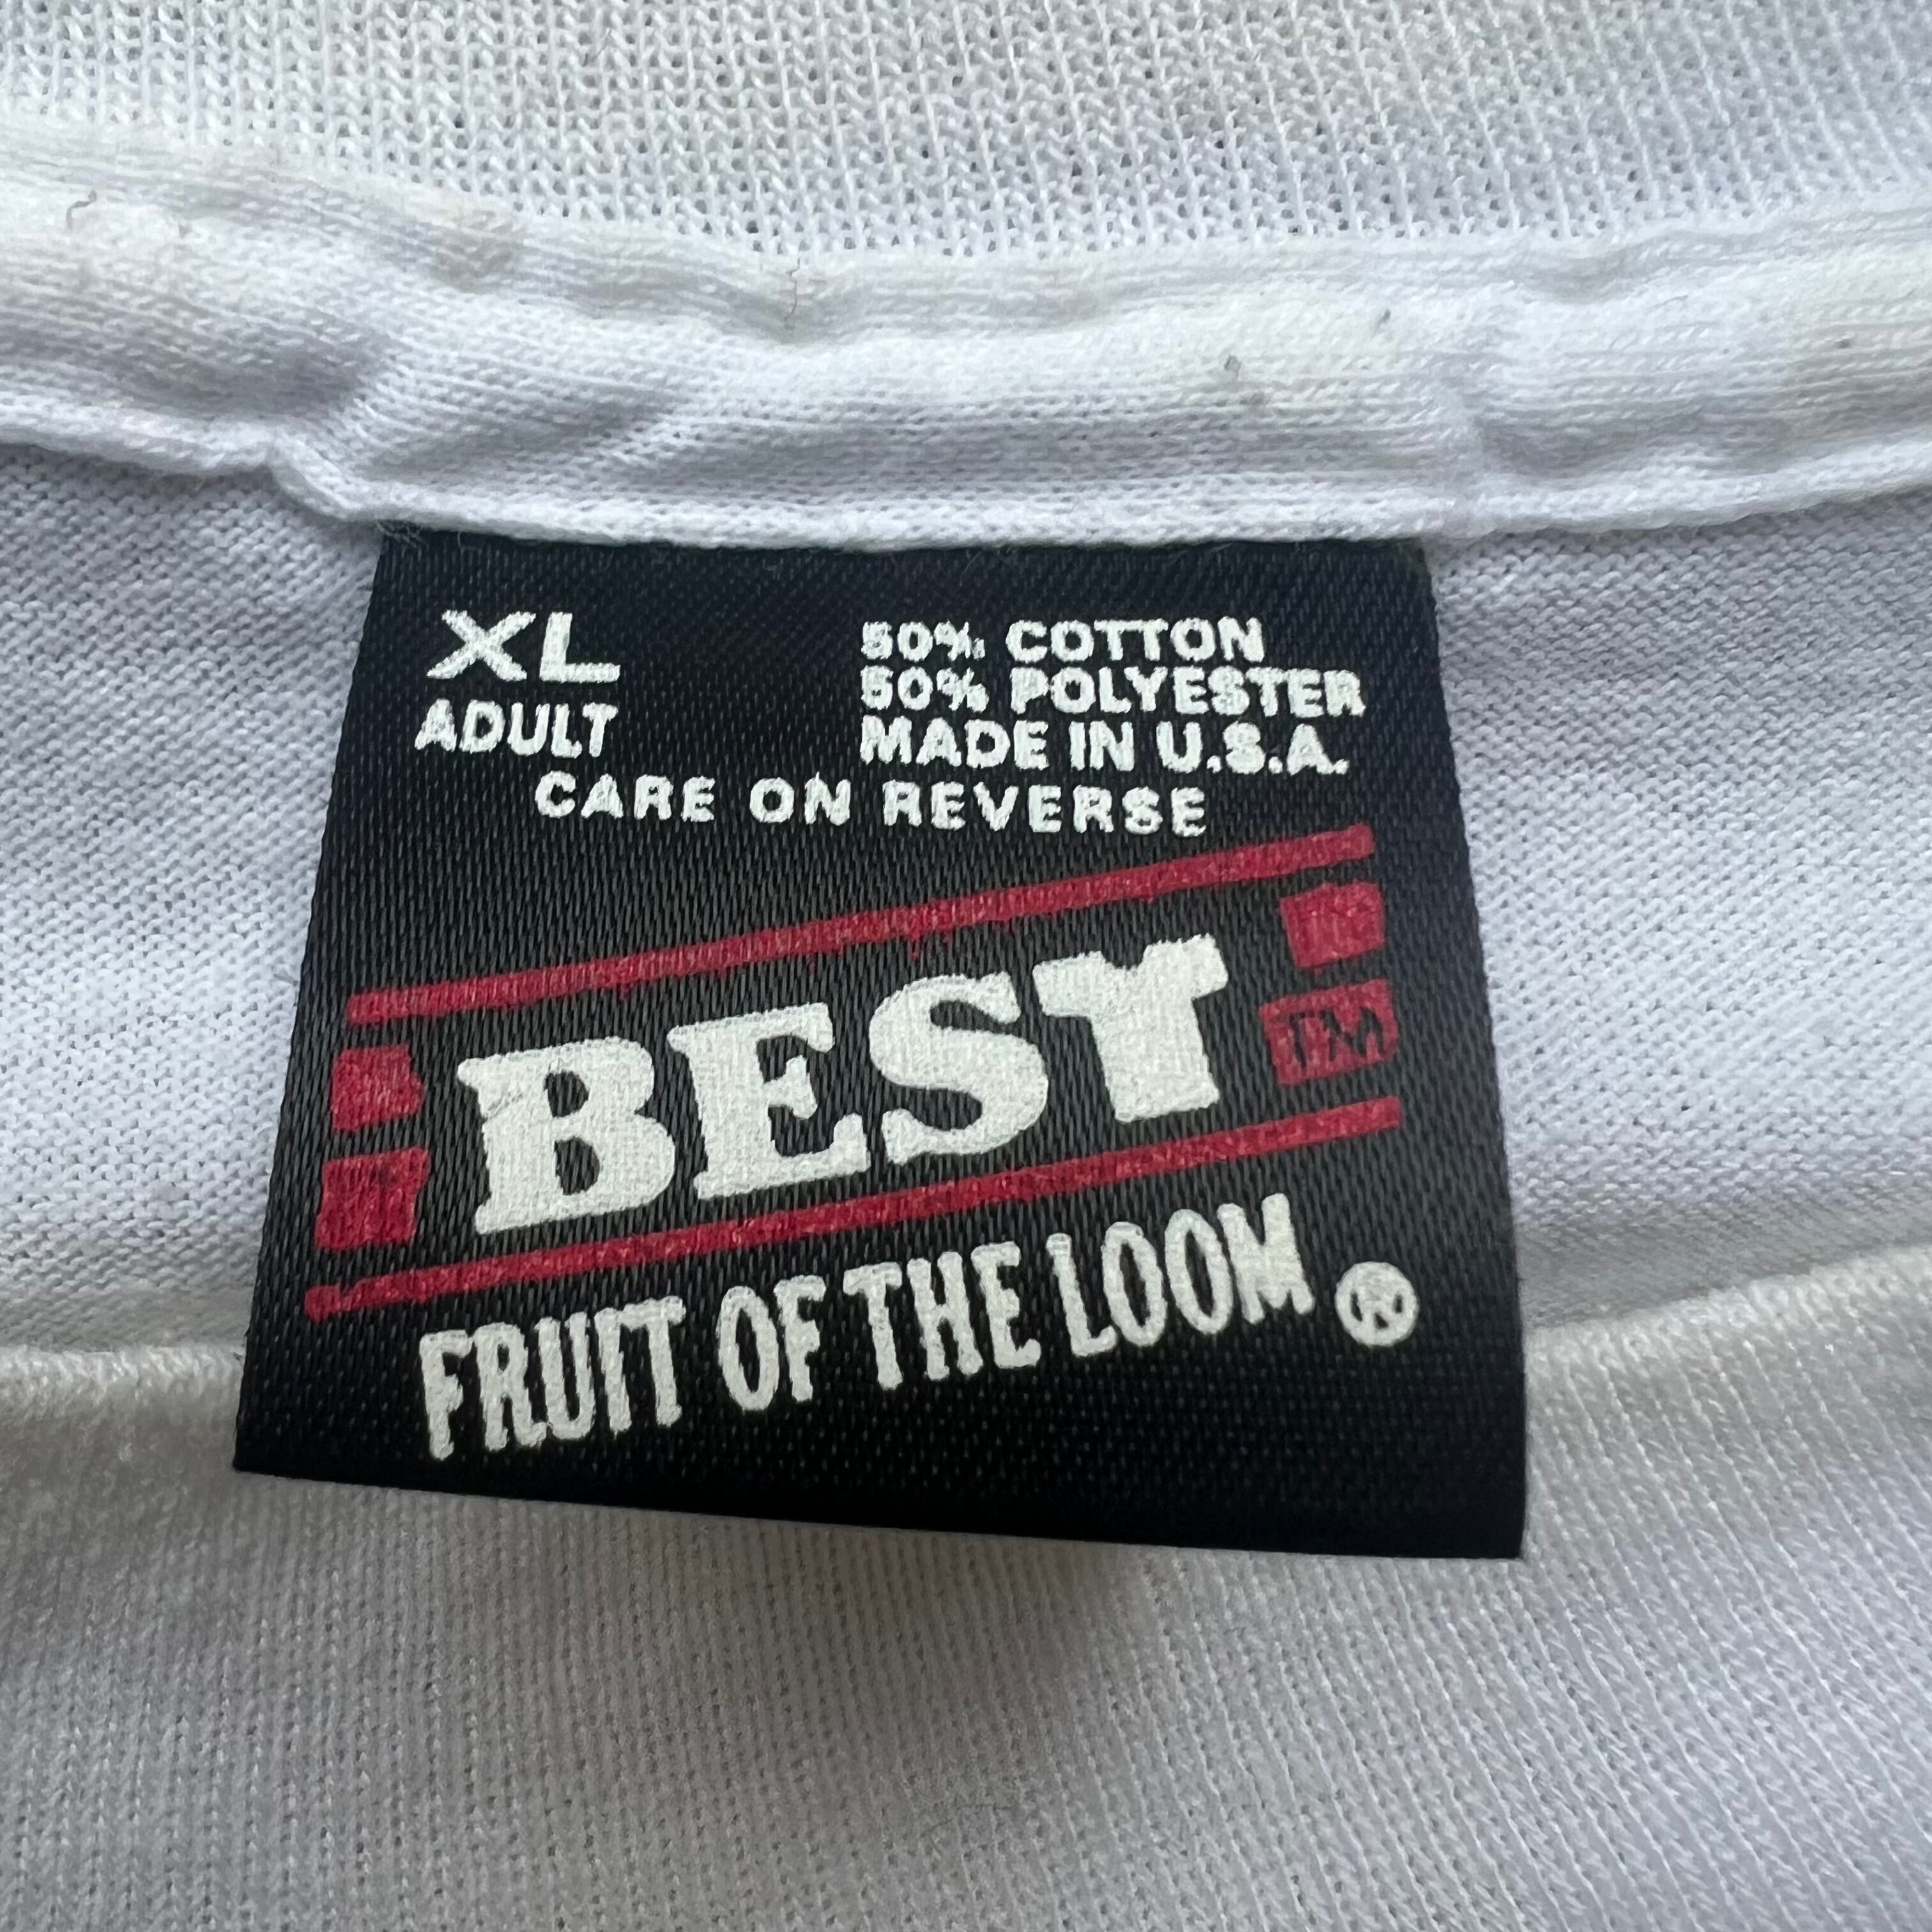 XL
ADULT
50% COTTON
50% POLYESTER
MADE IN U.S.A.
CARE ON REVERSE
BEST
TM
FRUIT OF THE LOOM ®